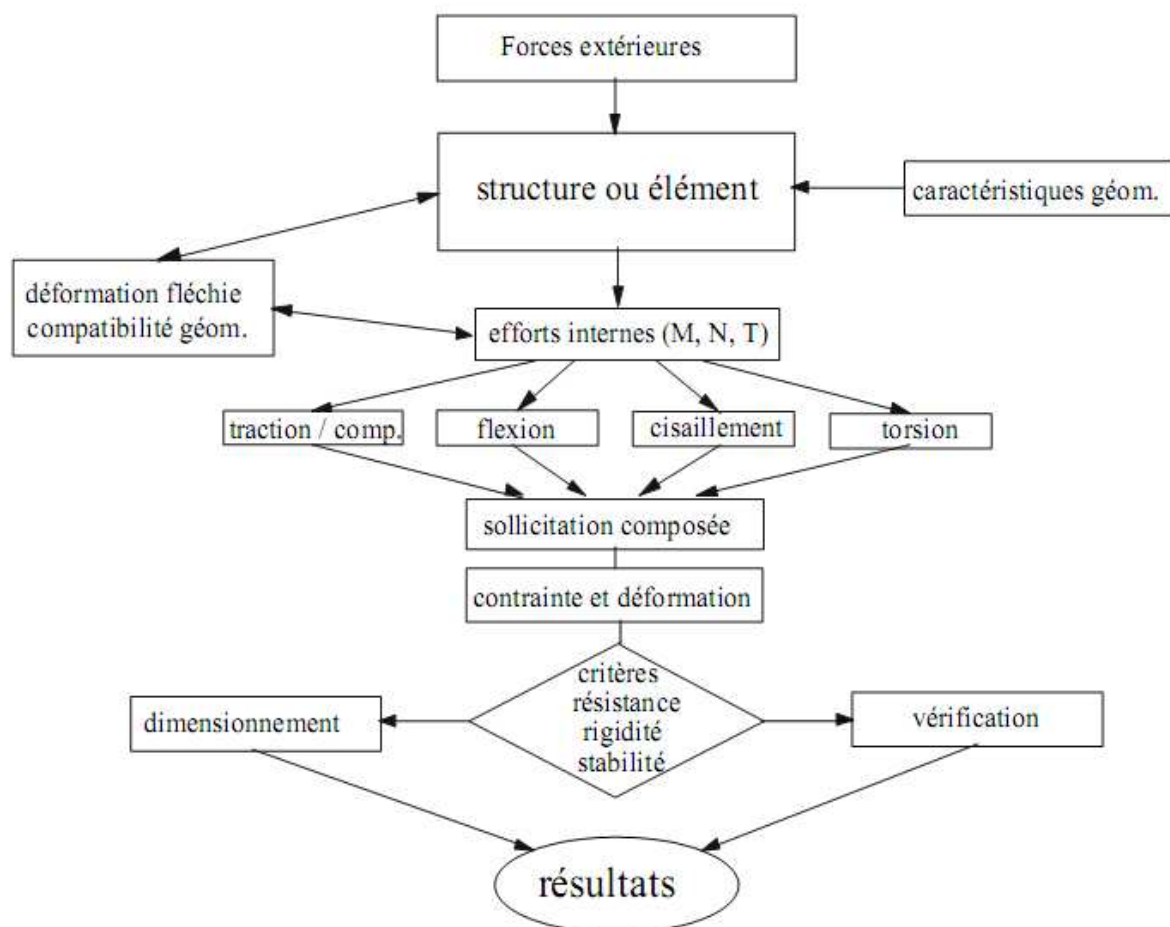 Forces extérieures
structure ou élément
caractéristiques géom.
déformation fléchie
compatibilité géom.
efforts internes (M, N, T)
traction / comp.
flexion
cisaillement
torsion
sollicitation composée
contrainte et déformation
critères
résistance
rigidité
stabilité
dimensionnement
vérification
résultats